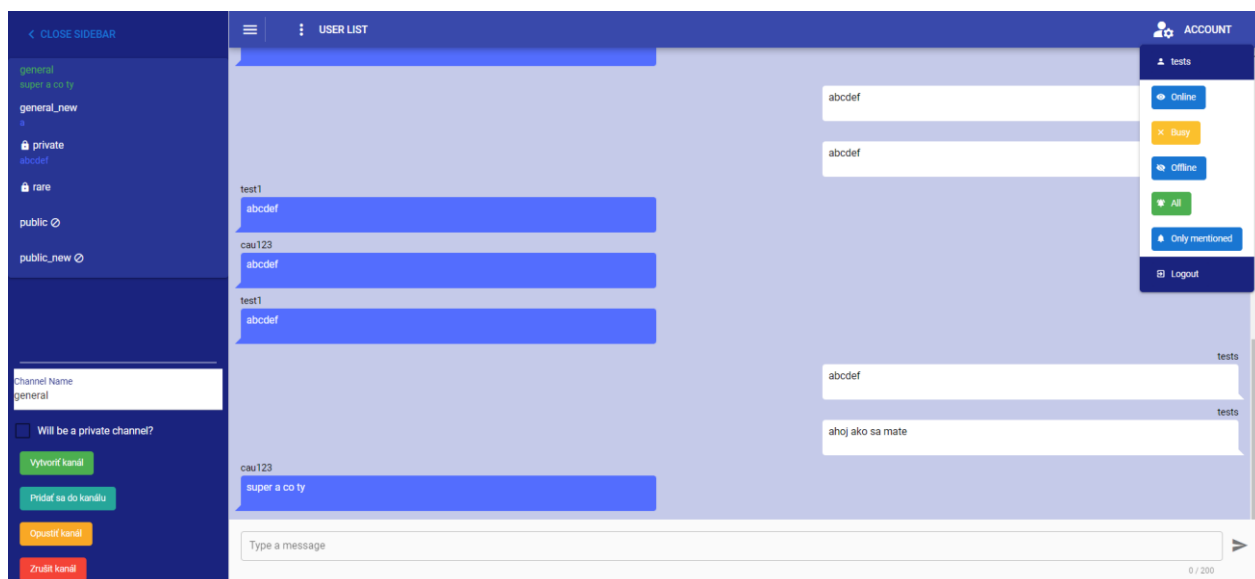 CLOSE SIDEBAR
general
super a co ty
general_new
a
private
abcdef
rare
public
public_new
Channel Name
general
Will be a private channel?
Vytvoriť kanál
Pridať sa do kanálu
Opustiť kanál
Zrušit kanál
USER LIST
ACCOUNT
tests
Online
Busy
Offline
All
Only mentioned
Logout
abcdef
abcdef
test1
abcdef
cau123
abcdef
test1
abcdef
tests
abcdef
tests
ahoj ako sa mate
cau123
super a co ty
Type a message
0 / 200